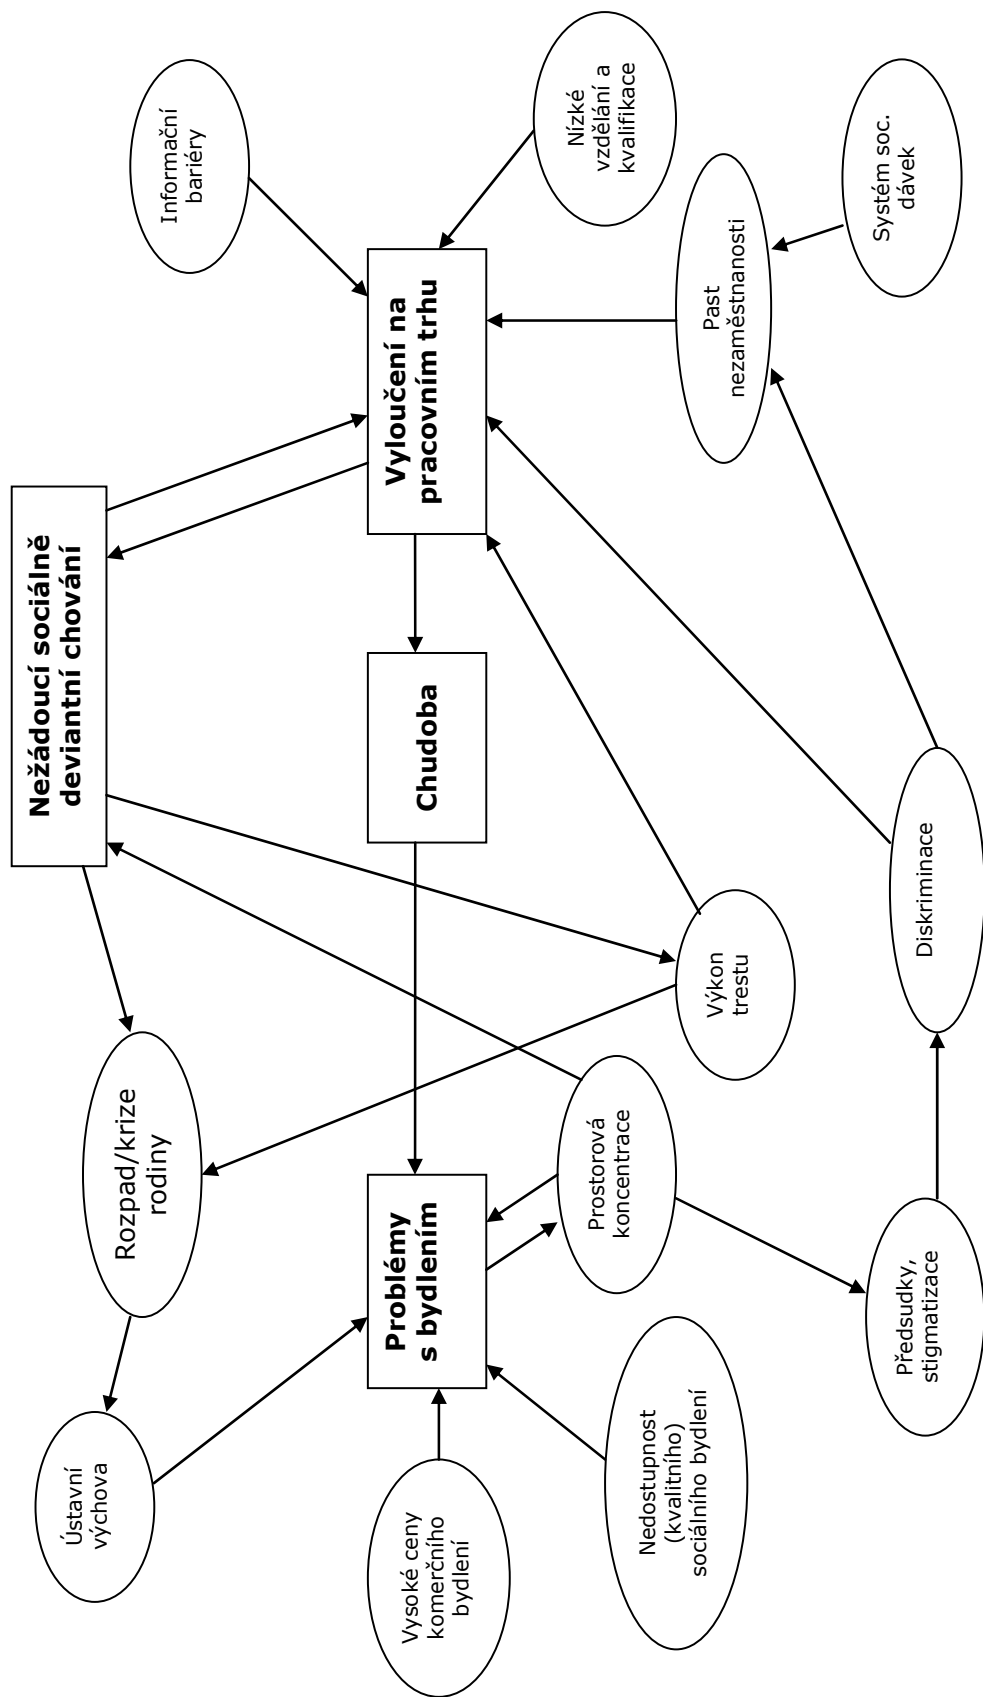 Nežádoucí sociálně
deviantní chování
Ústavní
výchova
Rozpad/krize
rodiny
Informační
bariéry
Problémy
s bydlením
Chudoba
Vyloučení na
pracovním trhu
Vysoké ceny
komerčního
bydlení
Prostorová
koncentrace
Nízké
vzdělání a
kvalifikace
Nedostupnost
(kvalitního)
sociálního bydlení
Výkon
trestu
Past
nezaměstnanosti
Předsudky,
stigmatizace
Diskriminace
Systém soc.
dávek